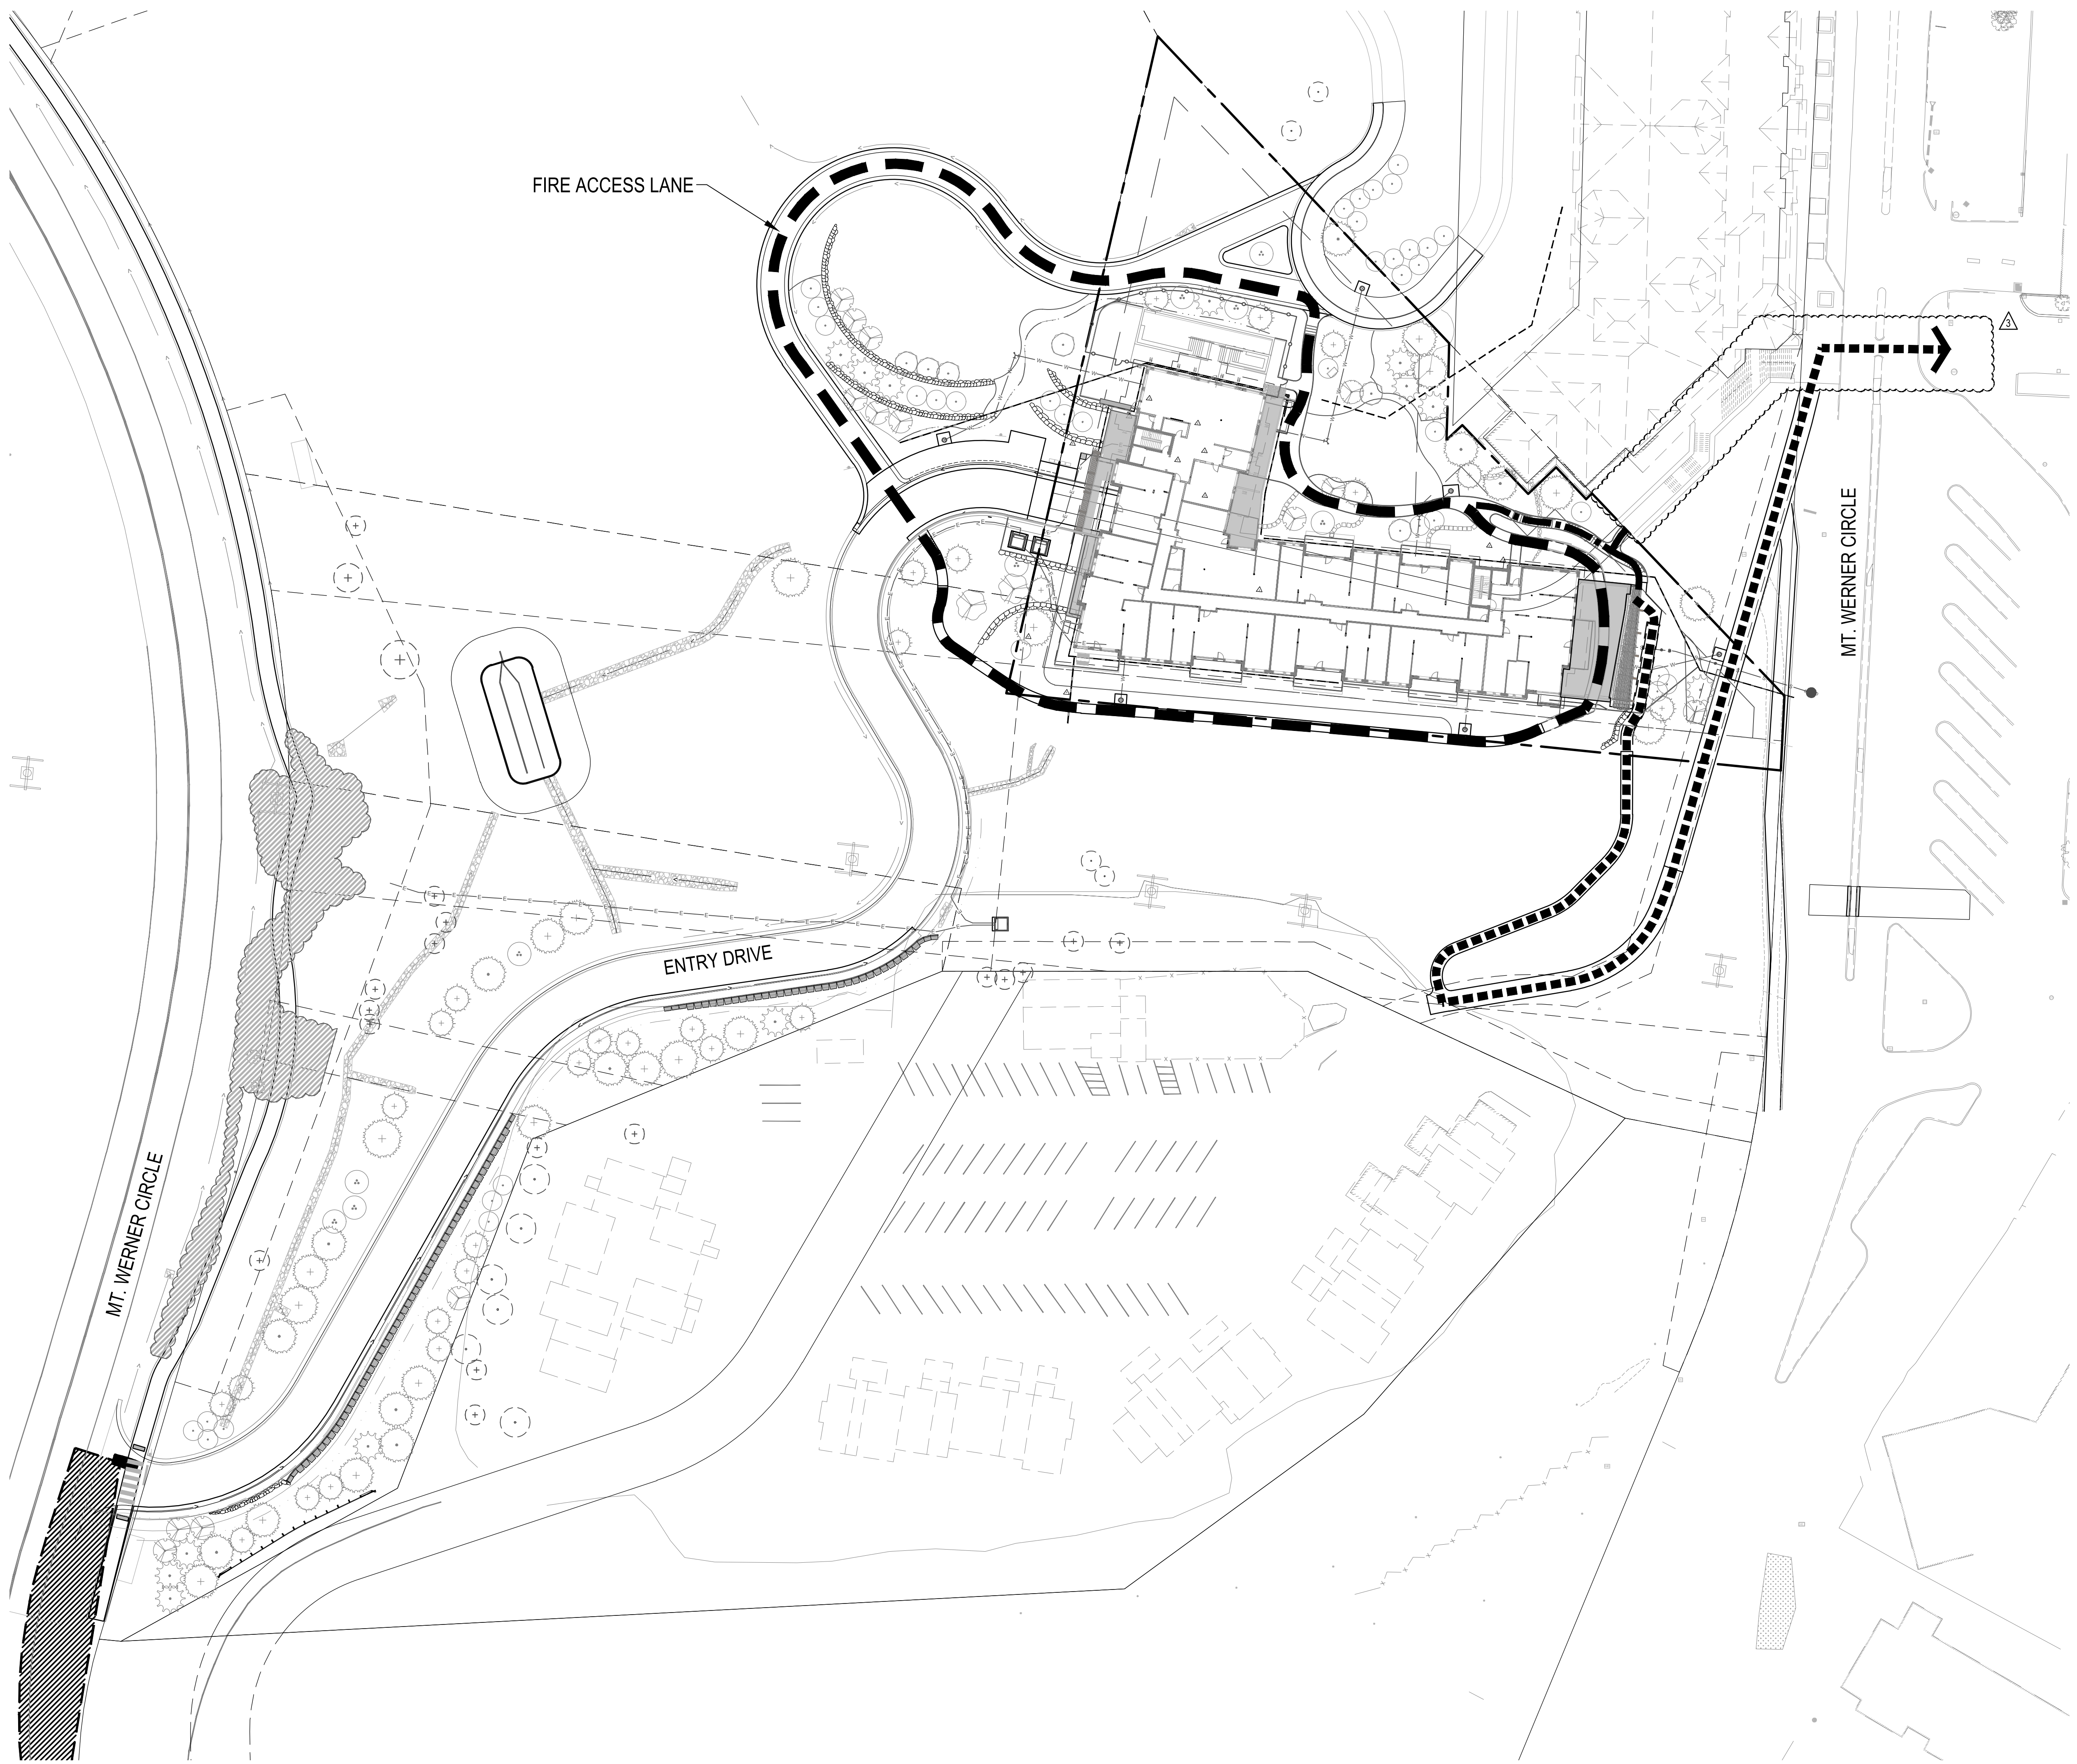 FIRE ACCESS LANE
3
MT. WERNER CIRCLE
ENTRY DRIVE
MT. WERNER CIRCLE